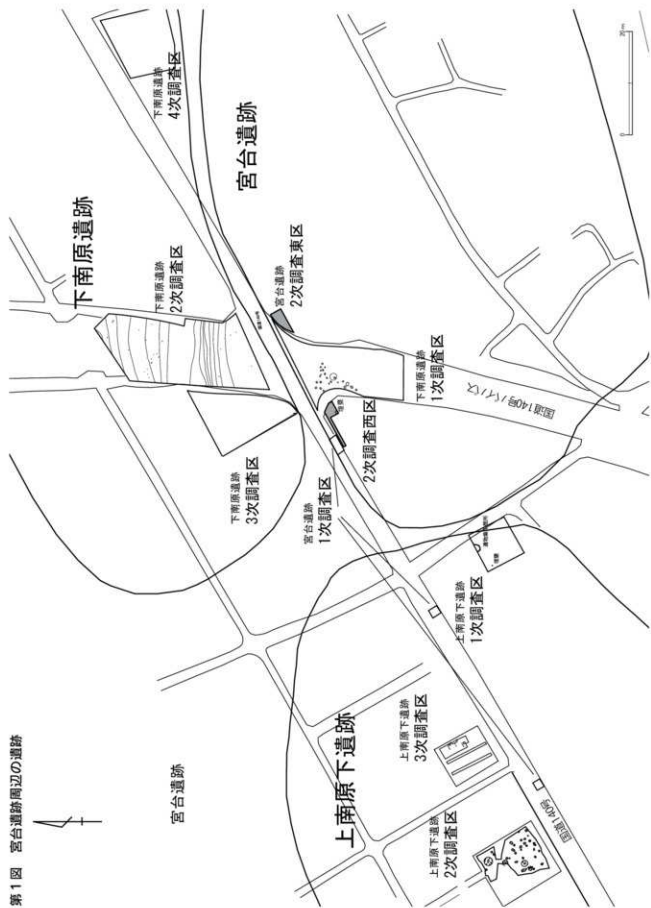 第1図 宮台遺跡周辺の遺跡
宮台遺跡
下南原遺跡
下南原遺跡
4次調査区
宮台遺跡
下南原遺跡
2次調査区
宮台遺跡
2次調査東区
下南原遺跡
3次調査区
宮台遺跡
1次調査区
2次調査西区
下南原遺跡
1次調査区
国道140号バイパス
上南原下遺跡
上南原下遺跡
1次調査区
埋甕
上南原下遺跡
3次調査区
上南原下遺跡
2次調査区
国道140号
0